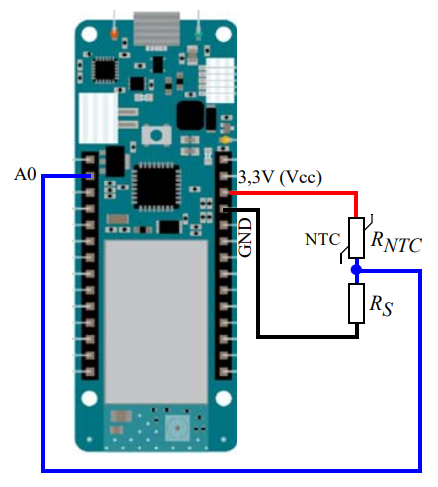 A0
3,3V (Vcc)
GND
NTC
R_NTC
R_S